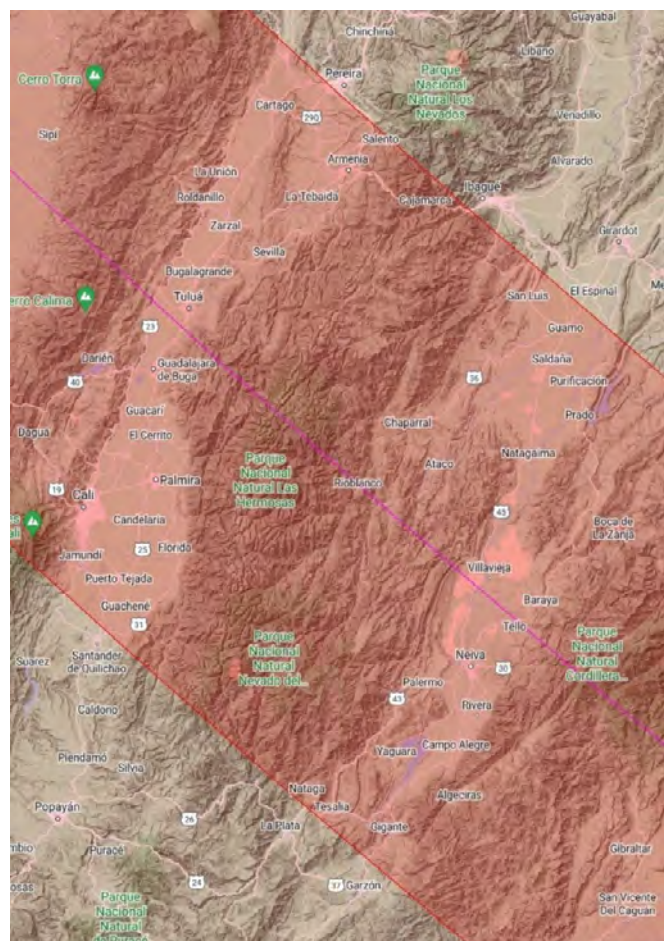 Guayabal
Chinchiná
Líbano
Cerro Torra
Pereira
Parque
Nacional
Natural Los
Nevados
Cartago
290
Venadillo
Sipí
Salento
Armenia
Alvarado
La Unión
Roldanillo
La Tebaida
Cajamarca
Ibagué
Zarzal
Girardot
Sevilla
Bugalagrande
El Espinal
San Luis
Tuluá
Guamo
23
Saldaña
Darién
Guadalajara
de Buga
40
36
Purificación
Guacarí
Chaparral
Prado
Dagua
El Cerrito
Natagaima
Parque
Nacional
Natural Las
Hermosas
Ataco
19
Palmira
Rioblanco
Cali
45
Candelaria
Boca de
La Zanja
Jamundí
25
Florida
Villavieja
Puerto Tejada
Guachené
Baraya
31
Tello
Parque
Nacional
Natural
Cordillera...
Parque
Nacional
Natural
Nevado del...
Santander
de Quilichao
Suárez
Neiva
30
Palermo
43
Rivera
Caldono
Yaguará
Campo Alegre
Piendamó
Silvia
Nátaga
Algeciras
Tesalia
Popayán
26
La Plata
Gigante
Puracé
Gibraltar
24
37
Garzón
San Vicente
Del Caguán
Parque
Nacional
Natural